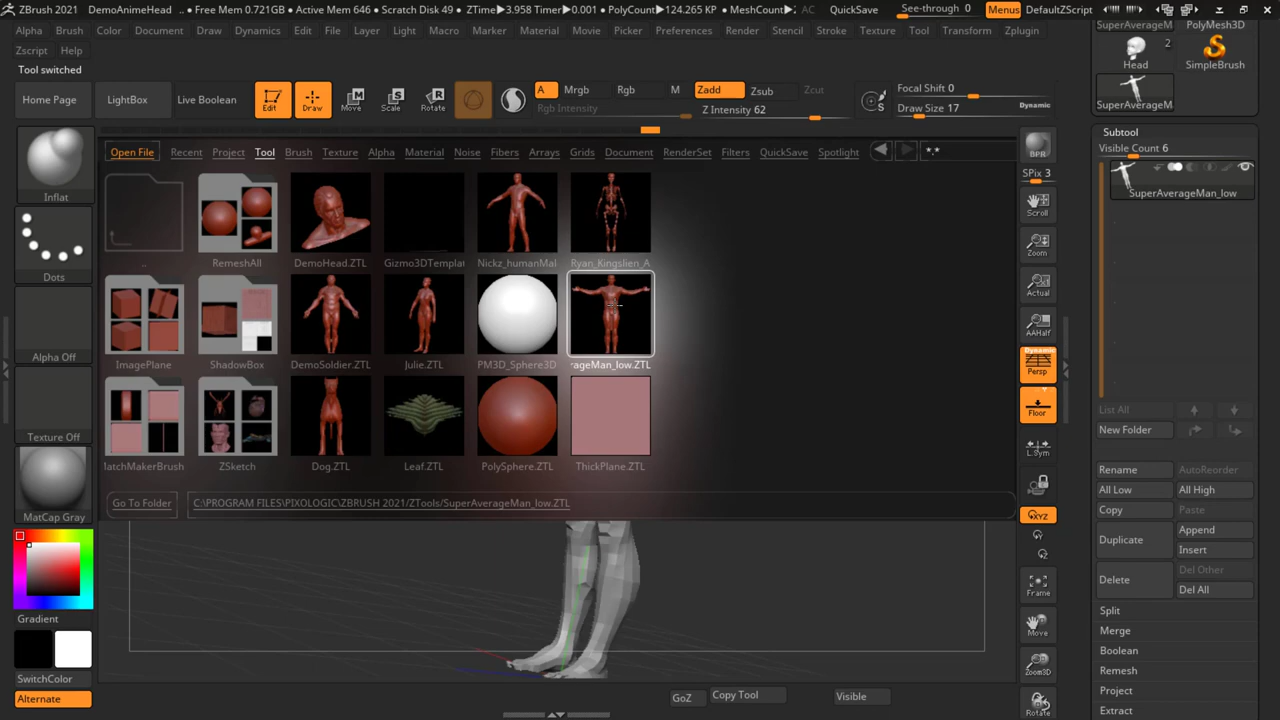 ZBrush 2021 DemoAnimeHead • Free Mem 0.721GB • Active Mem 646 • Scratch Disk 49 • ZTime▸3.958 Timer▸0.001 • PolyCount▸124.265 KP • MeshCount▸ AC QuickSave See-through 0 Menus DefaultZScript
Alpha Brush Color Document Draw Dynamics Edit File Layer Light Macro Marker Material Movie Picker Preferences Render Stencil Stroke Texture Tool Transform Zplugin
Zscript Help
Tool switched
Home Page LightBox Live Boolean Edit Draw Move Scale Rotate A Mrgb Rgb M Zadd Zsub Zcut Focal Shift 0
Rgb Intensity Z Intensity 62 S Draw Size 17 Dynamic
Open File Recent Project Tool Brush Texture Alpha Material Noise Fibers Arrays Grids Document RenderSet Filters QuickSave Spotlight *.*
Inflat
Dots
Alpha Off
Texture Off
MatCap Gray
Gradient
SwitchColor
Alternate
.. RemeshAll DemoHead.ZTL Gizmo3DTemplat Nickz_humanMal Ryan_Kingslien_A
ImagePlane ShadowBox DemoSoldier.ZTL Julie.ZTL PM3D_Sphere3D rageMan_low.ZTL
MatchMakerBrush ZSketch Dog.ZTL Leaf.ZTL PolySphere.ZTL ThickPlane.ZTL
Go To Folder C:\PROGRAM FILES\PIXOLOGIC\ZBRUSH 2021/ZTools/SuperAverageMan_low.ZTL
GoZ Copy Tool Visible
BPR
SPix 3
Scroll
Zoom
Actual
AAHalf
Dynamic
Persp
Floor
L.Sym
XYZ
Y
Z
Frame
Move
Zoom3D
Rotate
SuperAverageM PolyMesh3D
2
Head SimpleBrush
SuperAverageM
Subtool
Visible Count 6
SuperAverageMan_low
List All
New Folder
Rename AutoReorder
All Low All High
Copy Paste
Duplicate Append
Insert
Delete Del Other
Del All
Split
Merge
Boolean
Remesh
Project
Extract